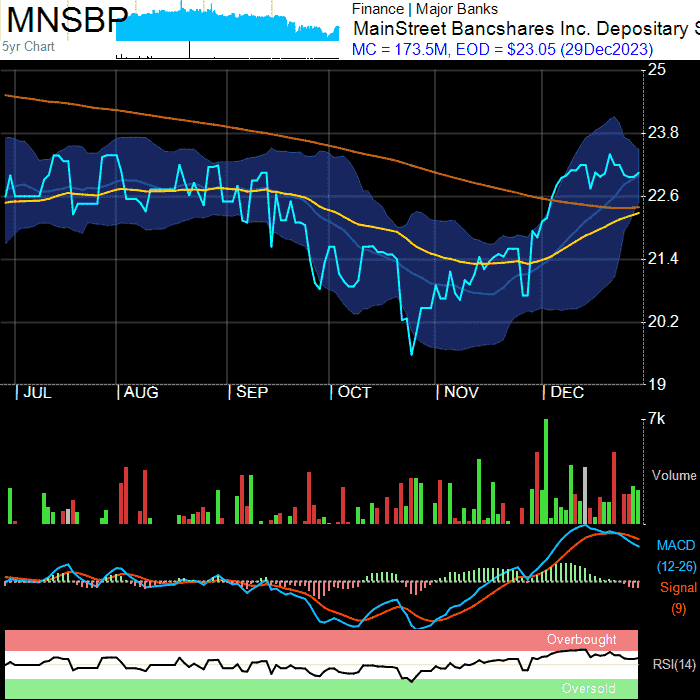 MNSBP
5yr Chart
Finance | Major Banks
MainStreet Bancshares Inc. Depositary S
MC = 173.5M, EOD = $23.05 (29Dec2023)
25
23.8
22.6
21.4
20.2
19
JUL AUG SEP OCT NOV DEC
7k
Volume
MACD
(12-26)
Signal
(9)
Overbought
RSI(14)
Oversold